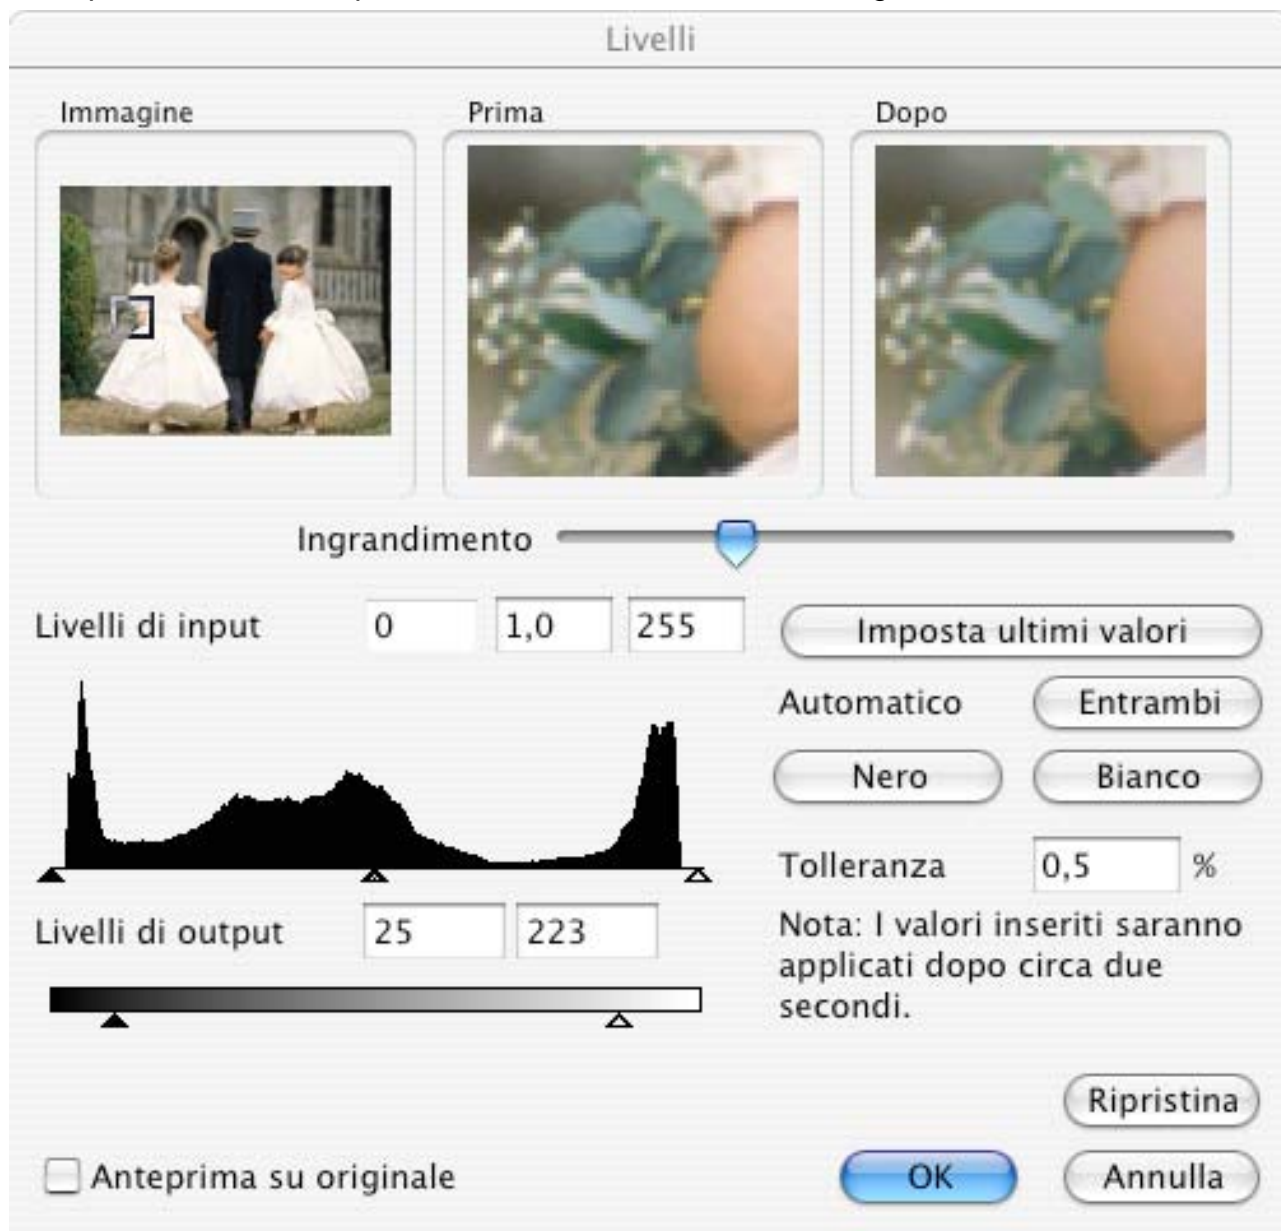 Livelli
Immagine
Prima
Dopo
Ingrandimento
Livelli di input 0 1,0 255
Imposta ultimi valori
Automatico Entrambi
Nero Bianco
Tolleranza 0,5 %
Livelli di output 25 223
Nota: I valori inseriti saranno
applicati dopo circa due
secondi.
Ripristina
Anteprima su originale
OK
Annulla